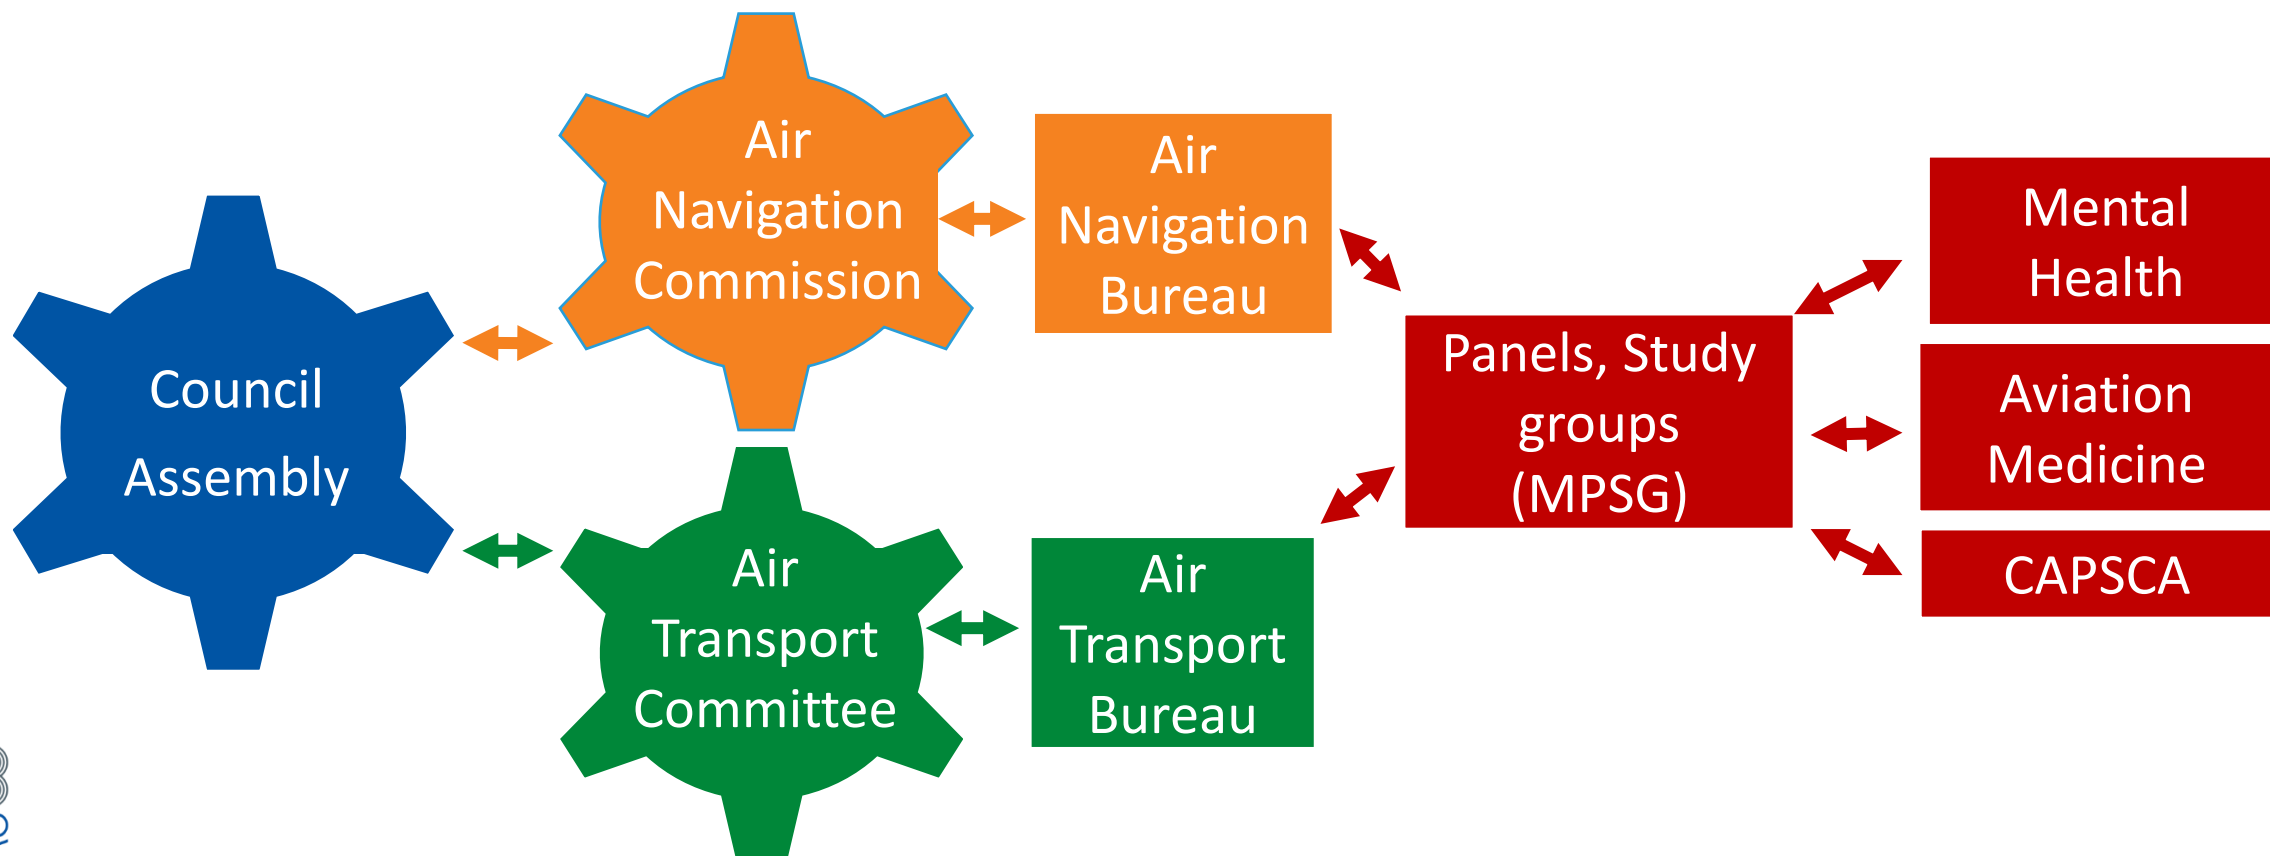 Council
Assembly
Air
Navigation
Commission
Air
Navigation
Bureau
Air
Transport
Committee
Air
Transport
Bureau
Panels, Study
groups
(MPSG)
Mental
Health
Aviation
Medicine
CAPSCA